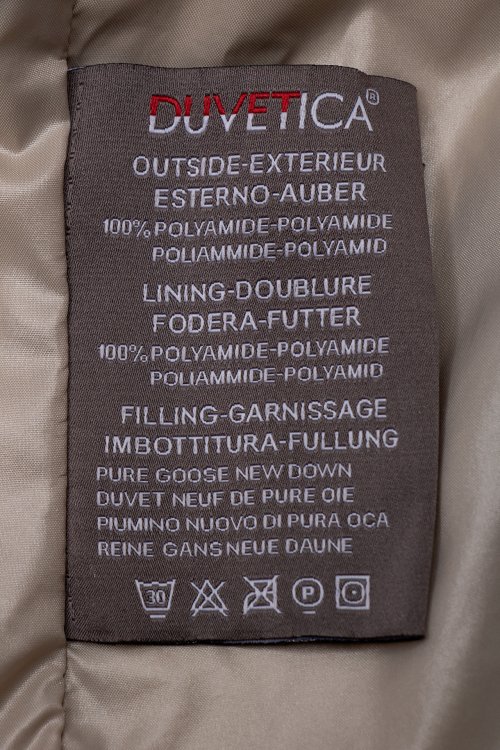 DUVETICA®
OUTSIDE-EXTERIEUR
ESTERNO-AUBER
100% POLYAMIDE-POLYAMIDE
POLIAMMIDE-POLYAMID
LINING-DOUBLURE
FODERA-FUTTER
100% POLYAMIDE-POLYAMIDE
POLIAMMIDE-POLYAMID
FILLING-GARNISSAGE
IMBOTTITURA-FULLUNG
PURE GOOSE NEW DOWN
DUVET NEUF DE PURE OIE
PIUMINO NUOVO DI PURA OCA
REINE GANS NEUE DAUNE
30 P